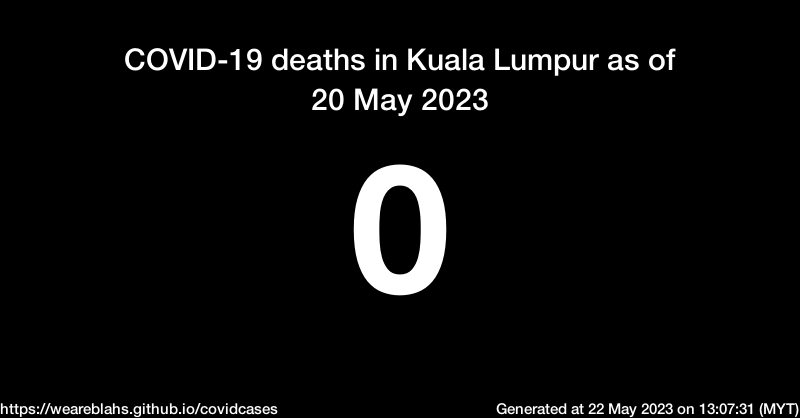 COVID-19 deaths in Kuala Lumpur as of
20 May 2023
0
https://weareblahs.github.io/covidcases
Generated at 22 May 2023 on 13:07:31 (MYT)